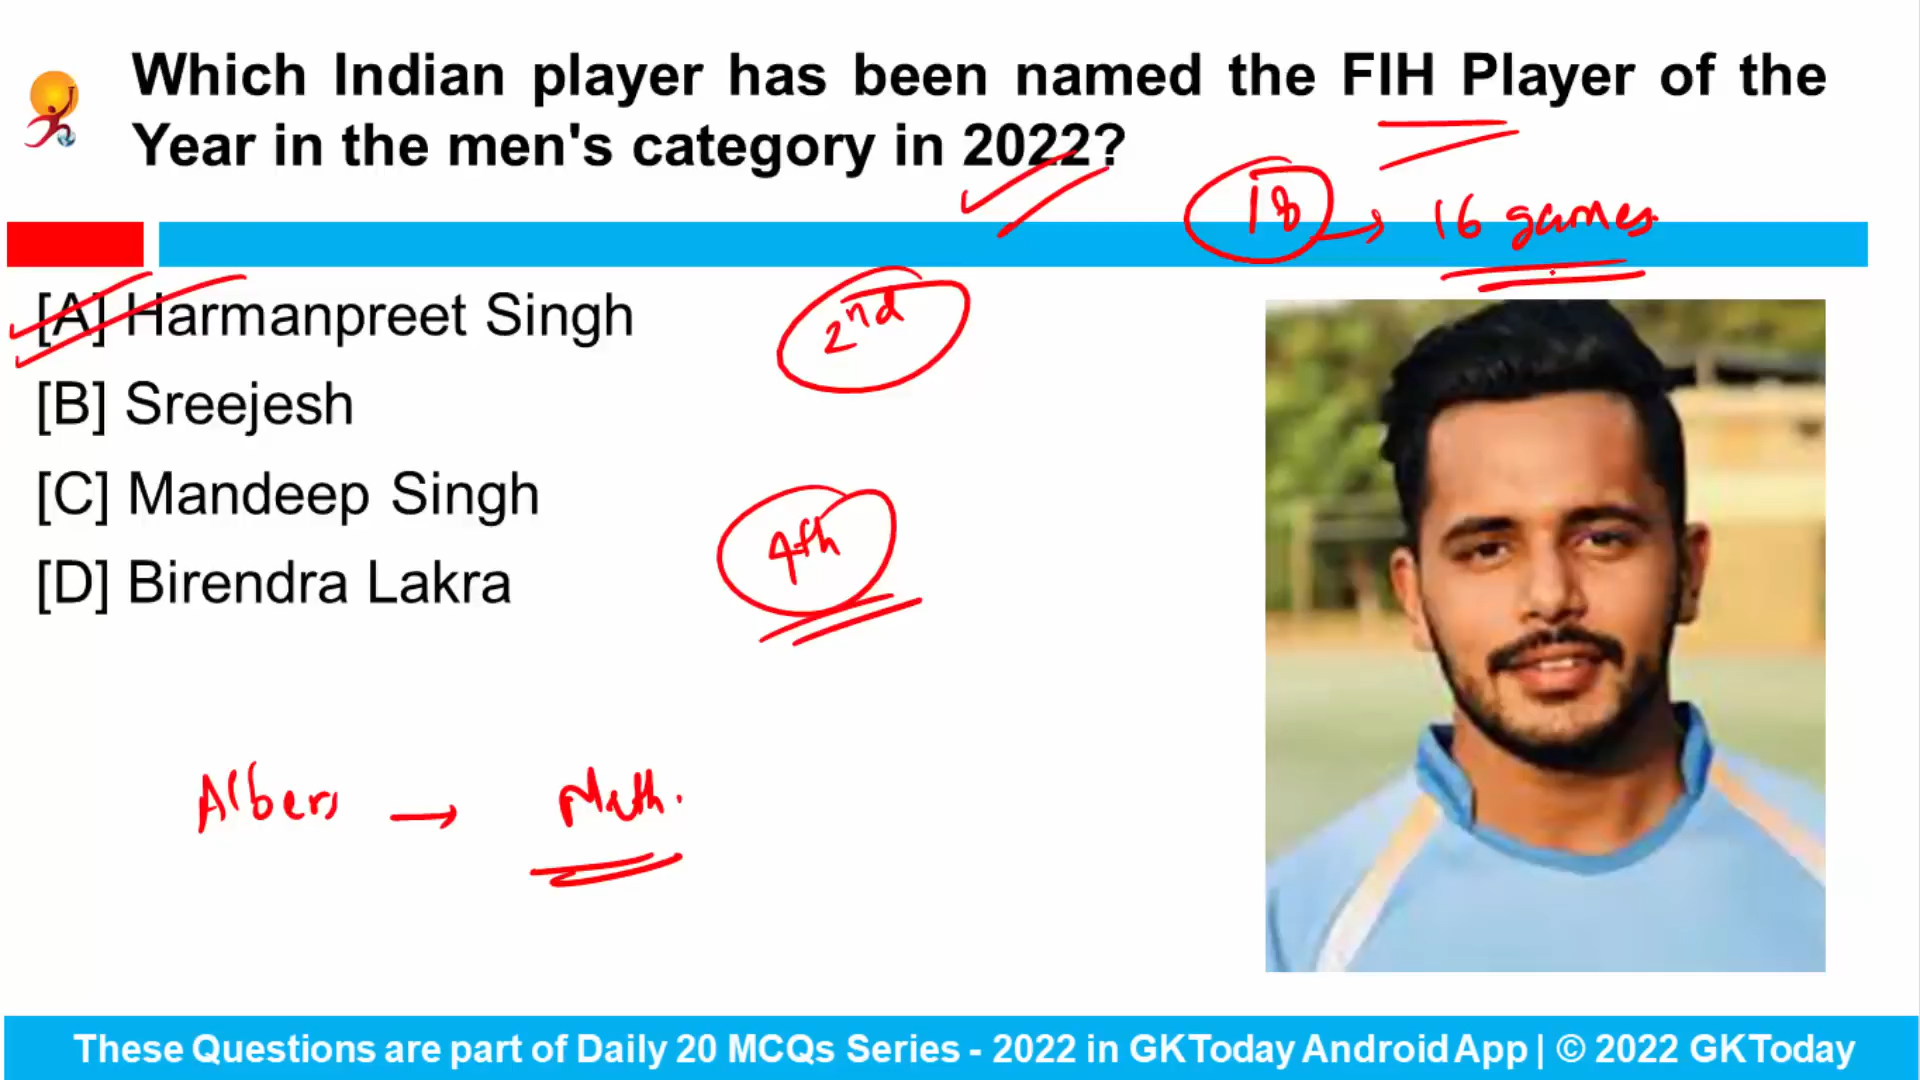 Which Indian player has been named the FIH Player of the
Year in the men's category in 2022?
18 → 16 games
[A] Harmanpreet Singh
2nd
[B] Sreejesh
[C] Mandeep Singh
4th
[D] Birendra Lakra
Albers → Neth.
These Questions are part of Daily 20 MCQs Series - 2022 in GKToday Android App | © 2022 GKToday